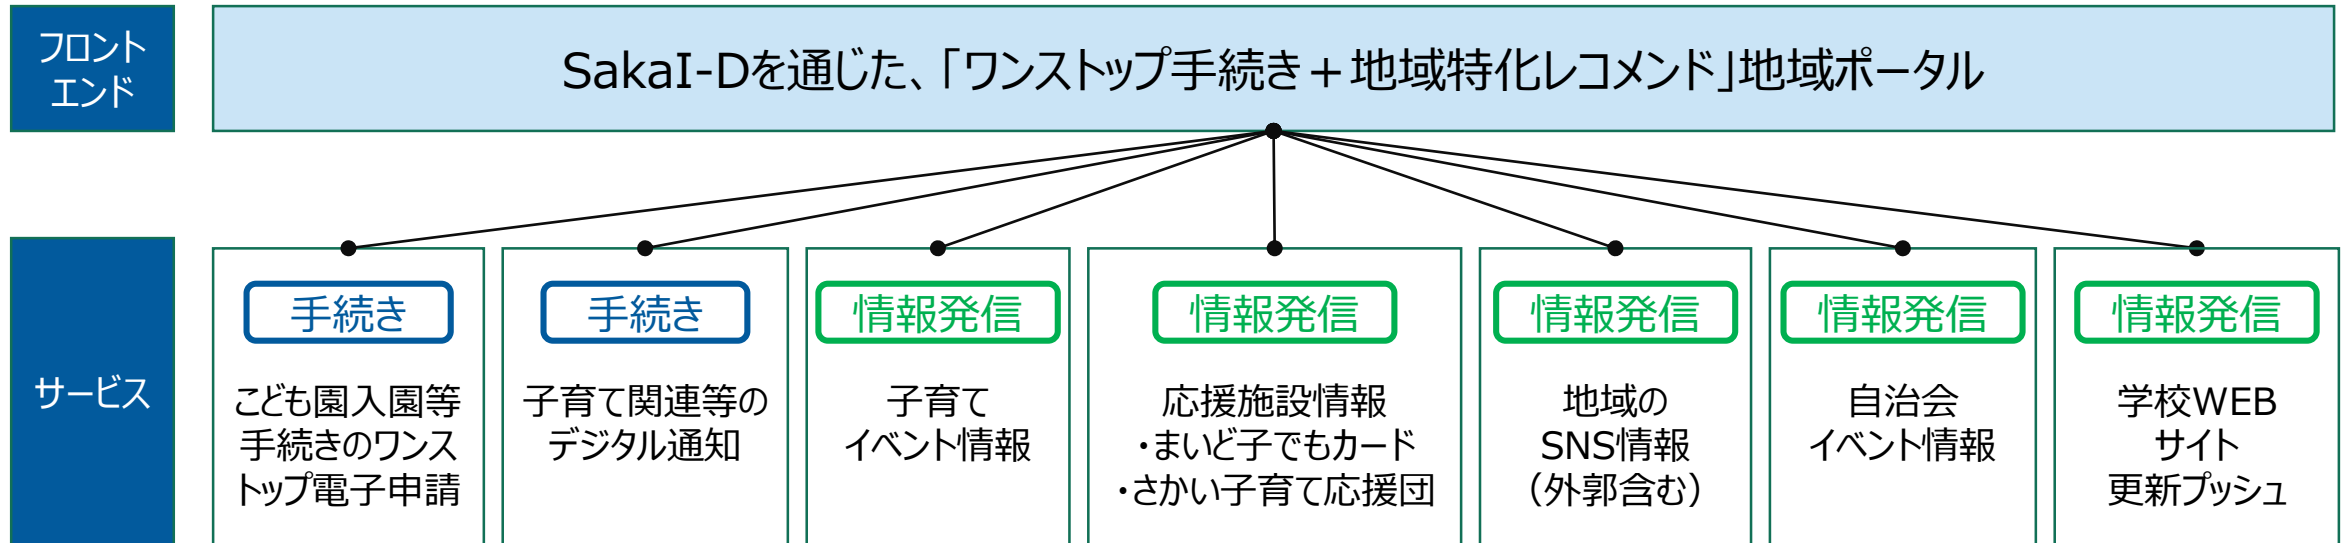 フロント
エンド
SakaI-Dを通じた、「ワンストップ手続き＋地域特化レコメンド」地域ポータル
サービス
手続き
こども園入園等
手続きのワンス
トップ電子申請
手続き
子育て関連等の
デジタル通知
情報発信
子育て
イベント情報
情報発信
応援施設情報
・まいど子でもカード
・さかい子育て応援団
情報発信
地域の
SNS情報
（外郭含む）
情報発信
自治会
イベント情報
情報発信
学校WEB
サイト
更新プッシュ